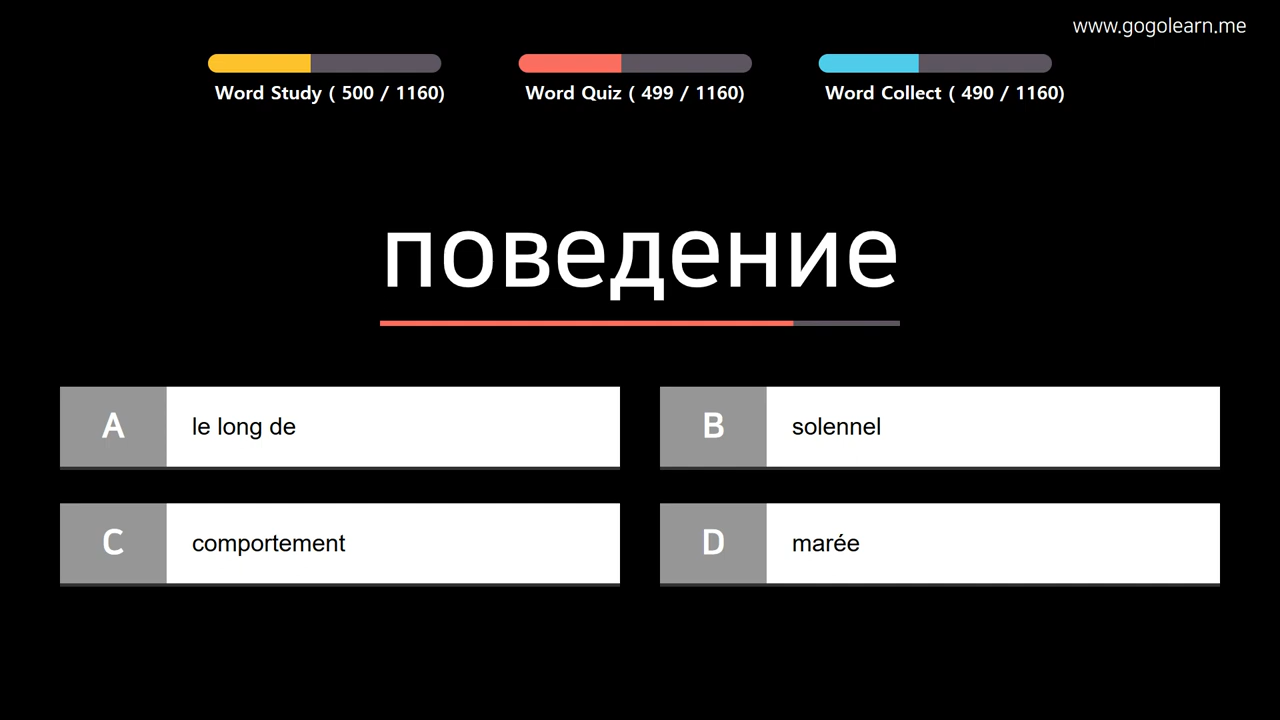 www.gogolearn.me
Word Study ( 500 / 1160)
Word Quiz ( 499 / 1160)
Word Collect ( 490 / 1160)
поведение
A le long de
B solennel
C comportement
D marée